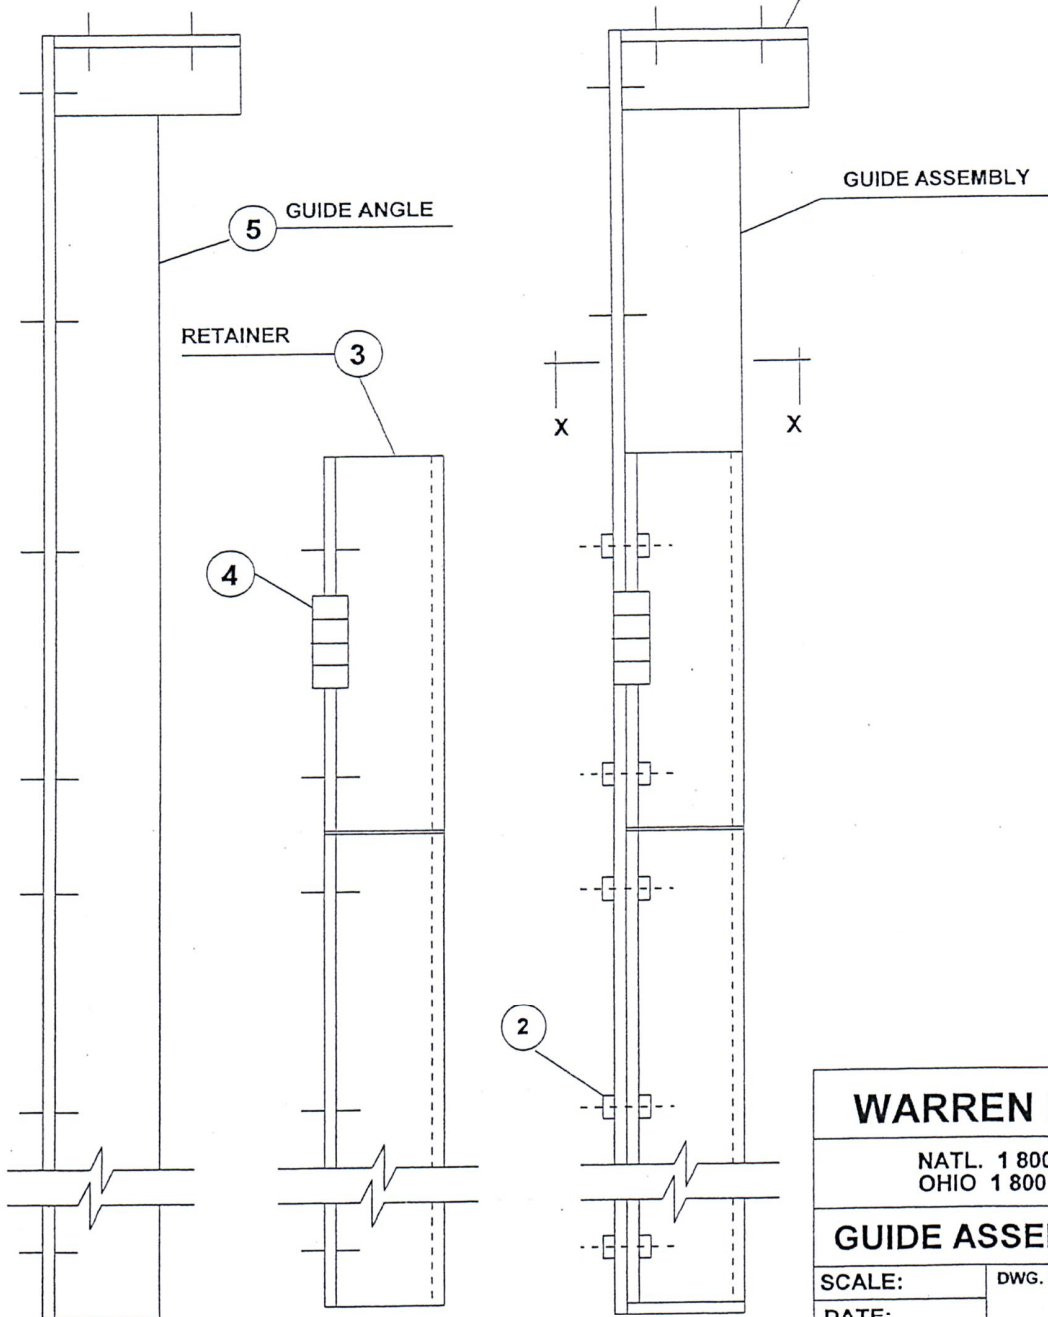 GUIDE ASSEMBLY
5 GUIDE ANGLE
RETAINER 3
X X
4
2
WARREN
NATL. 1 800
OHIO 1 800
GUIDE ASSE
SCALE:
DWG.
DATE: